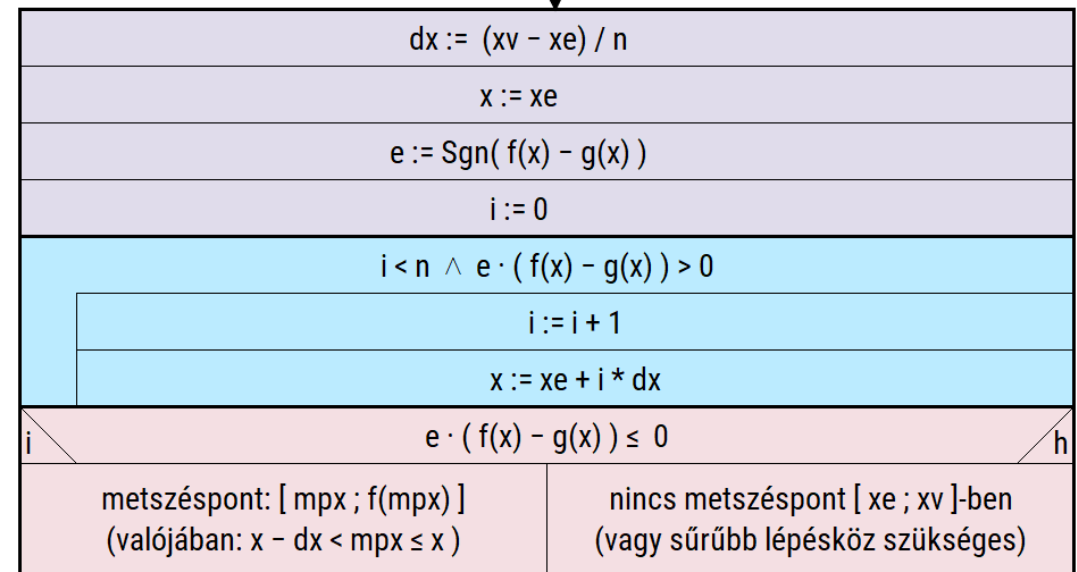 dx := (xv − xe) / n
x := xe
e := Sgn( f(x) − g(x) )
i := 0
i < n ∧ e · ( f(x) − g(x) ) > 0
i := i + 1
x := xe + i * dx
i e · ( f(x) − g(x) ) ≤ 0 h
metszéspont: [ mpx ; f(mpx) ]
(valójában: x − dx < mpx ≤ x )
nincs metszéspont [ xe ; xv ]-ben
(vagy sűrűbb lépésköz szükséges)